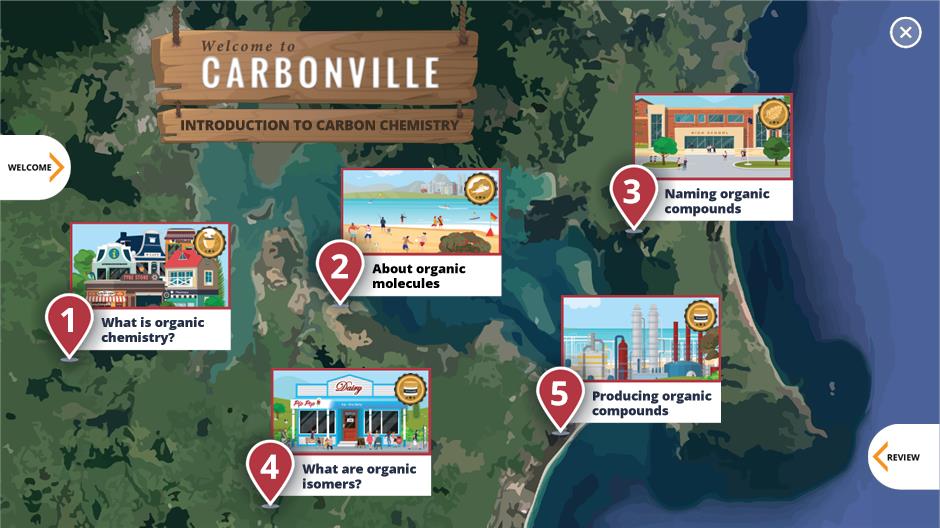 Welcome to
CARBONVILLE
INTRODUCTION TO CARBON CHEMISTRY
WELCOME
HIGH SCHOOL
3
Naming organic
compounds
2
About organic
molecules
TYRE STORE
Pharmacy
1
What is organic
chemistry?
5
Producing organic
compounds
Dairy
Pip Pop
4
What are organic
isomers?
REVIEW